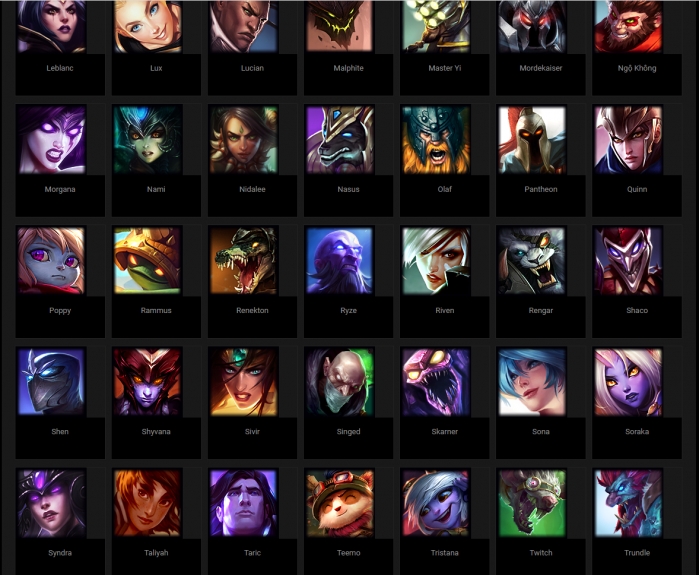 Leblanc
Lux
Lucian
Malphite
Master Yi
Mordekaiser
Ngộ Không
Morgana
Nami
Nidalee
Nasus
Olaf
Pantheon
Quinn
Poppy
Rammus
Renekton
Ryze
Riven
Rengar
Shaco
Shen
Shyvana
Sivir
Singed
Skarner
Sona
Soraka
Syndra
Taliyah
Taric
Teemo
Tristana
Twitch
Trundle